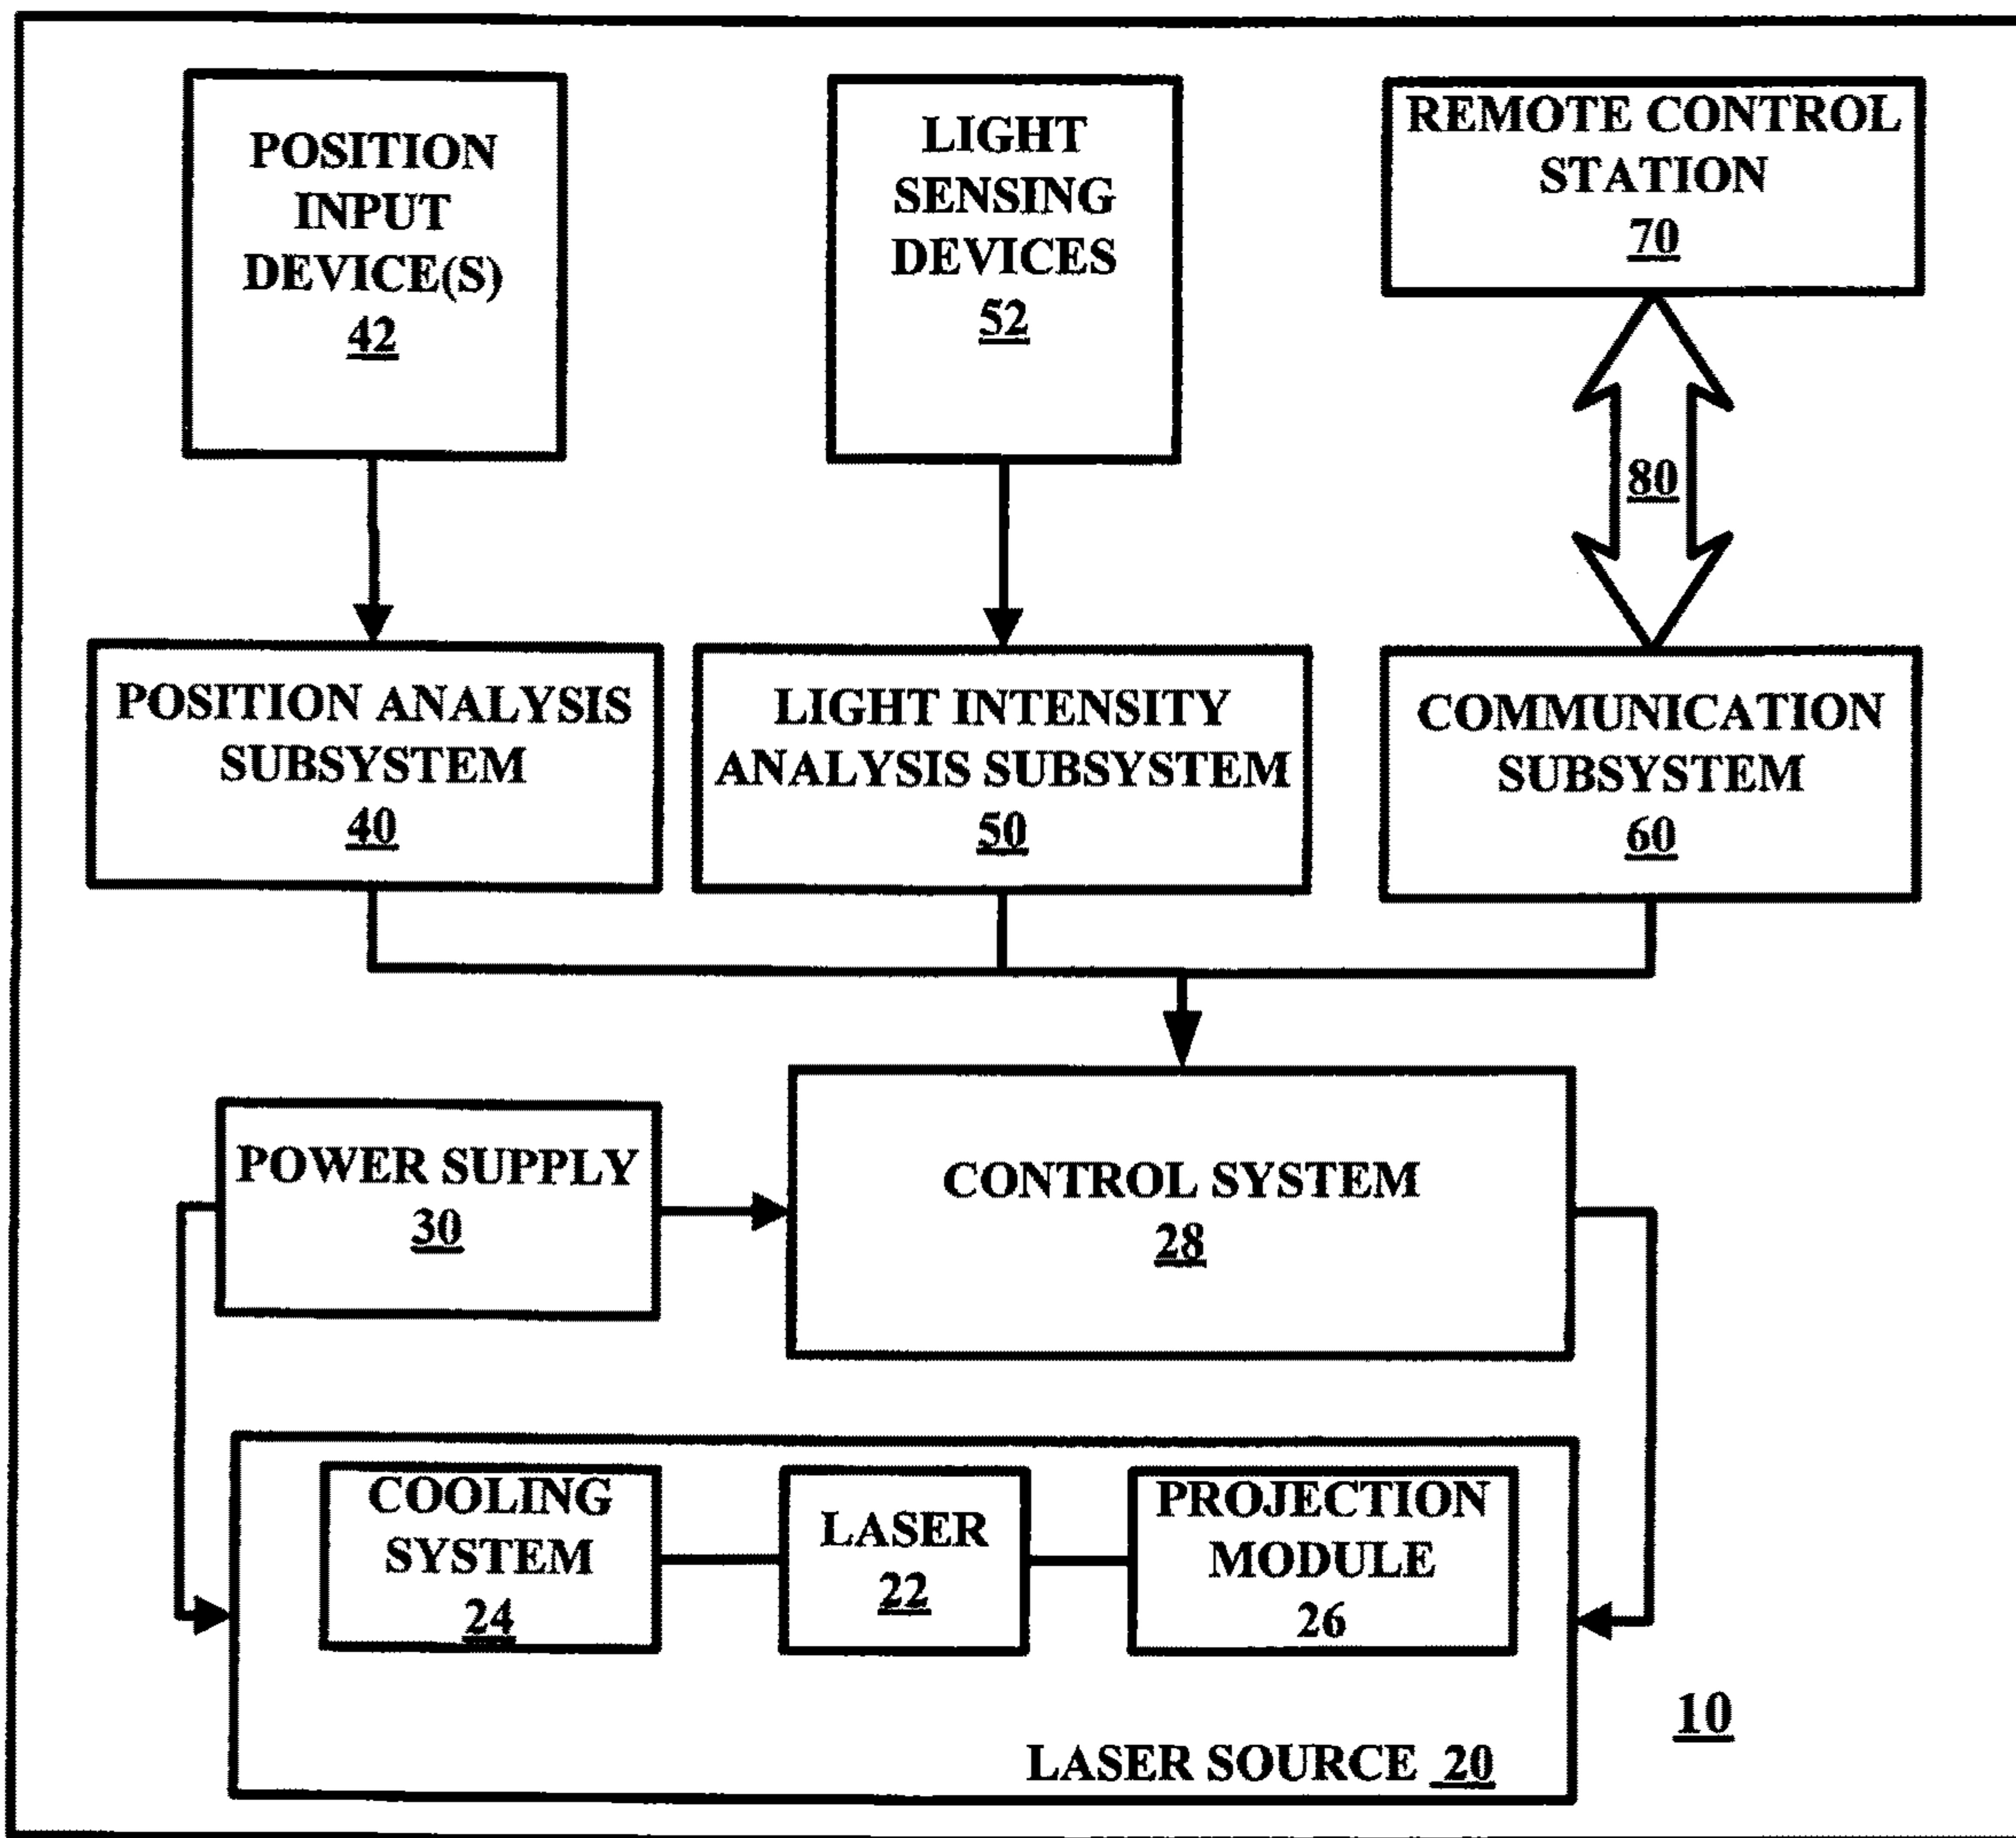 POSITION
INPUT
DEVICE(S)
42
LIGHT
SENSING
DEVICES
52
REMOTE CONTROL
STATION
70
80
POSITION ANALYSIS
SUBSYSTEM
40
LIGHT INTENSITY
ANALYSIS SUBSYSTEM
50
COMMUNICATION
SUBSYSTEM
60
POWER SUPPLY
30
CONTROL SYSTEM
28
COOLING
SYSTEM
24
LASER
22
PROJECTION
MODULE
26
LASER SOURCE 20
10